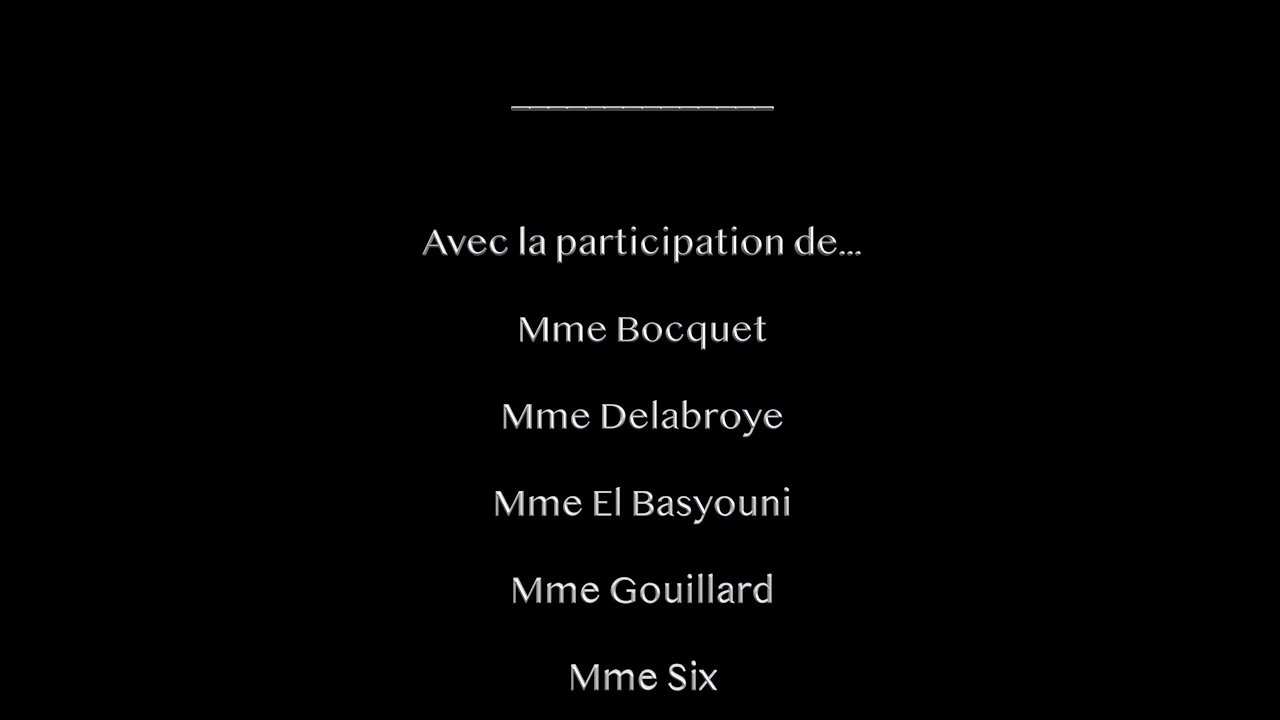 Avec la participation de...
Mme Bocquet
Mme Delabroye
Mme El Basyouni
Mme Gouillard
Mme Six